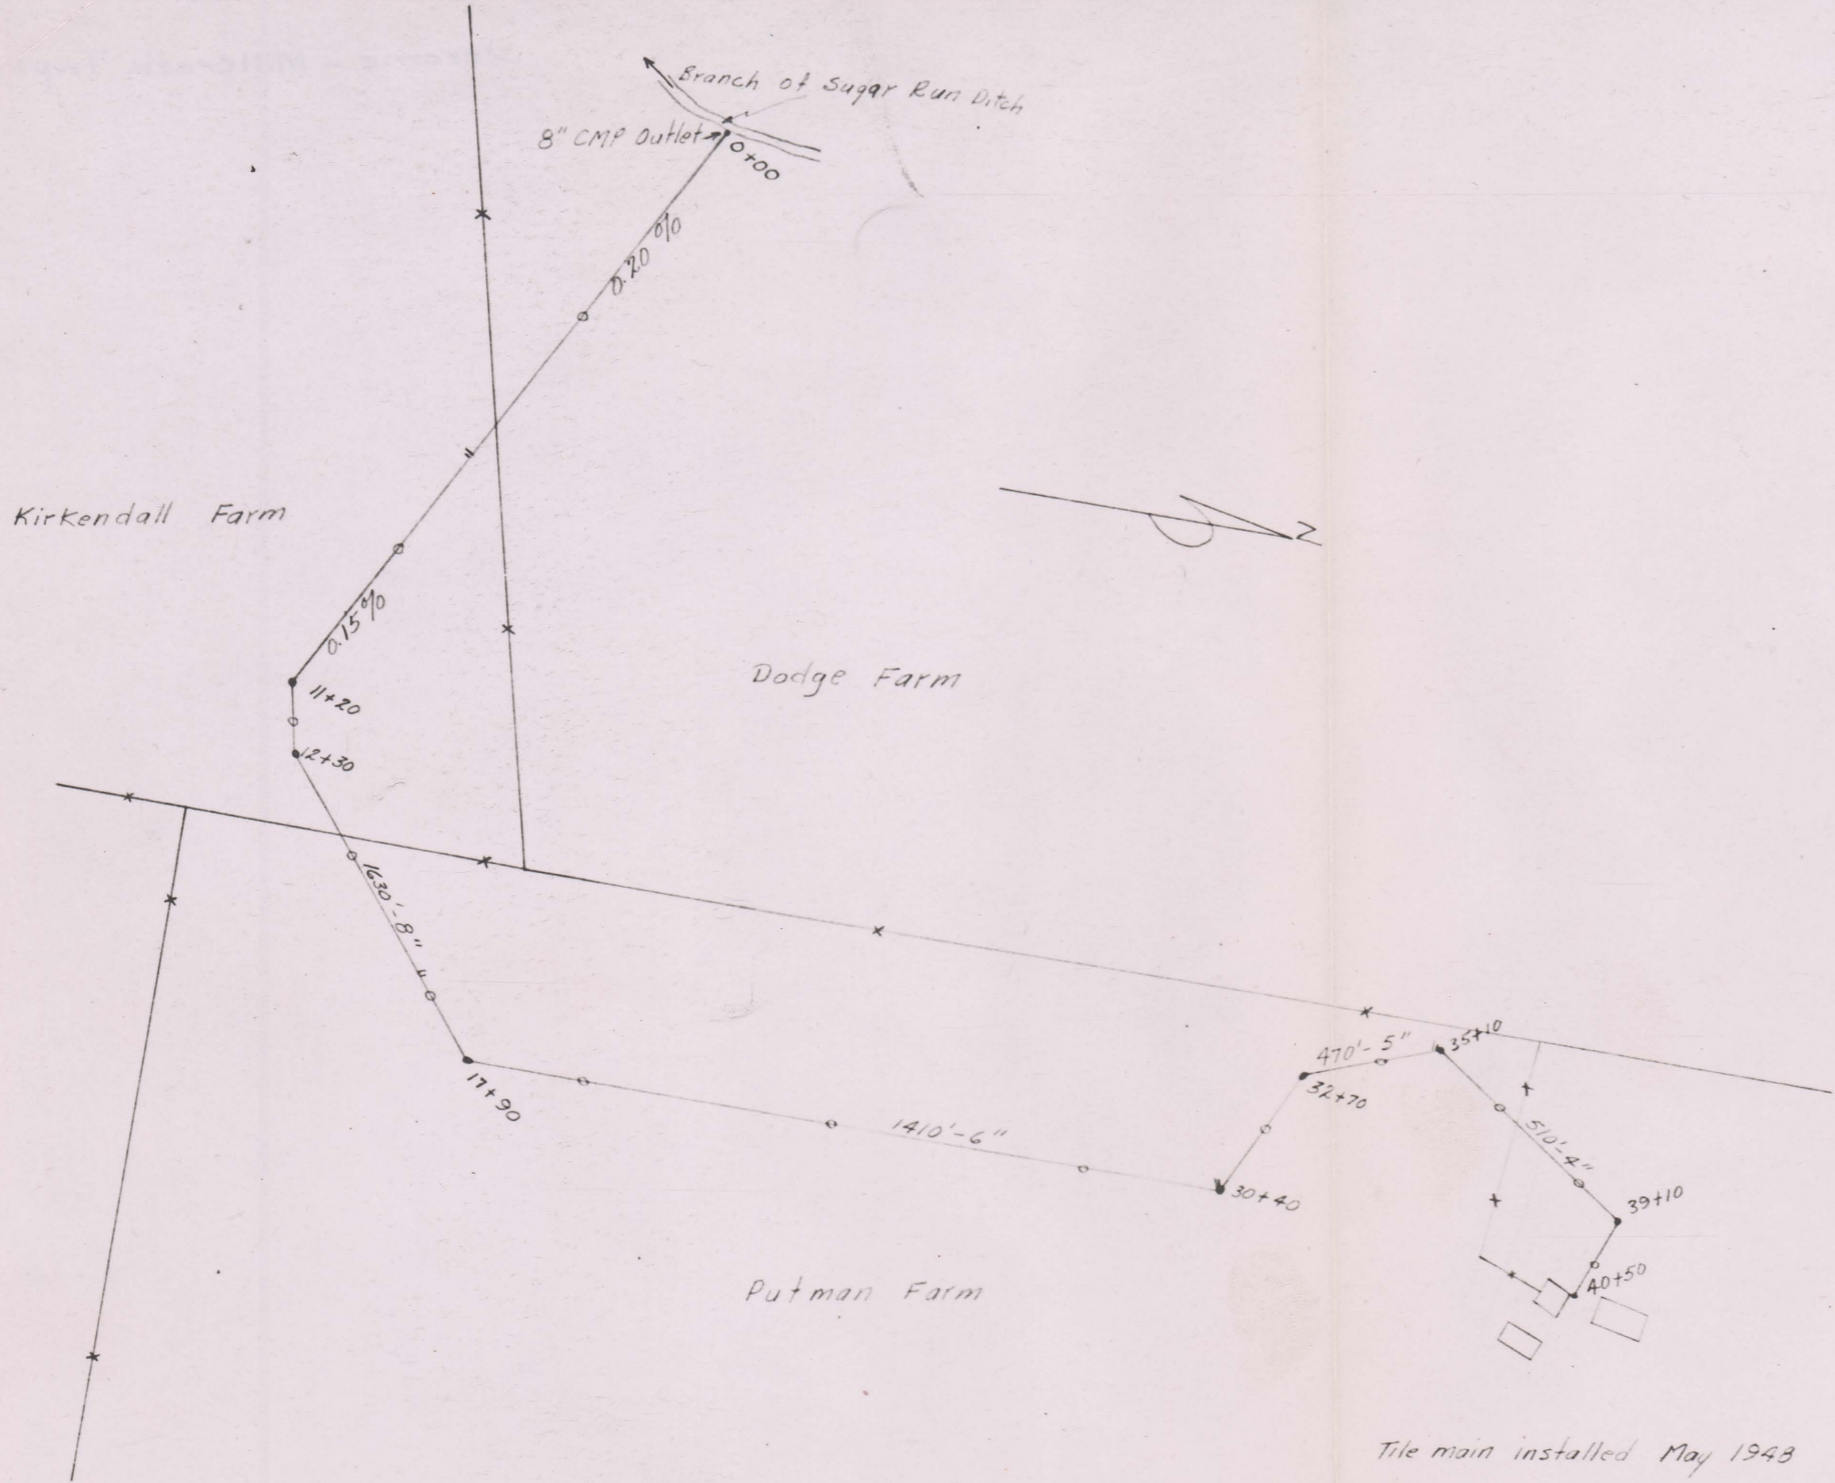 Branch of Sugar Run Ditch
8" CMP Outlet
0+00
0.20 %
Kirkendall Farm
N
0.15 %
Dodge Farm
11+20
12+30
1630'-8"
17+90
1410'-6"
30+40
470'-5"
32+70
35+10
510'-4"
39+10
40+50
Putman Farm
Tile main installed May 1948